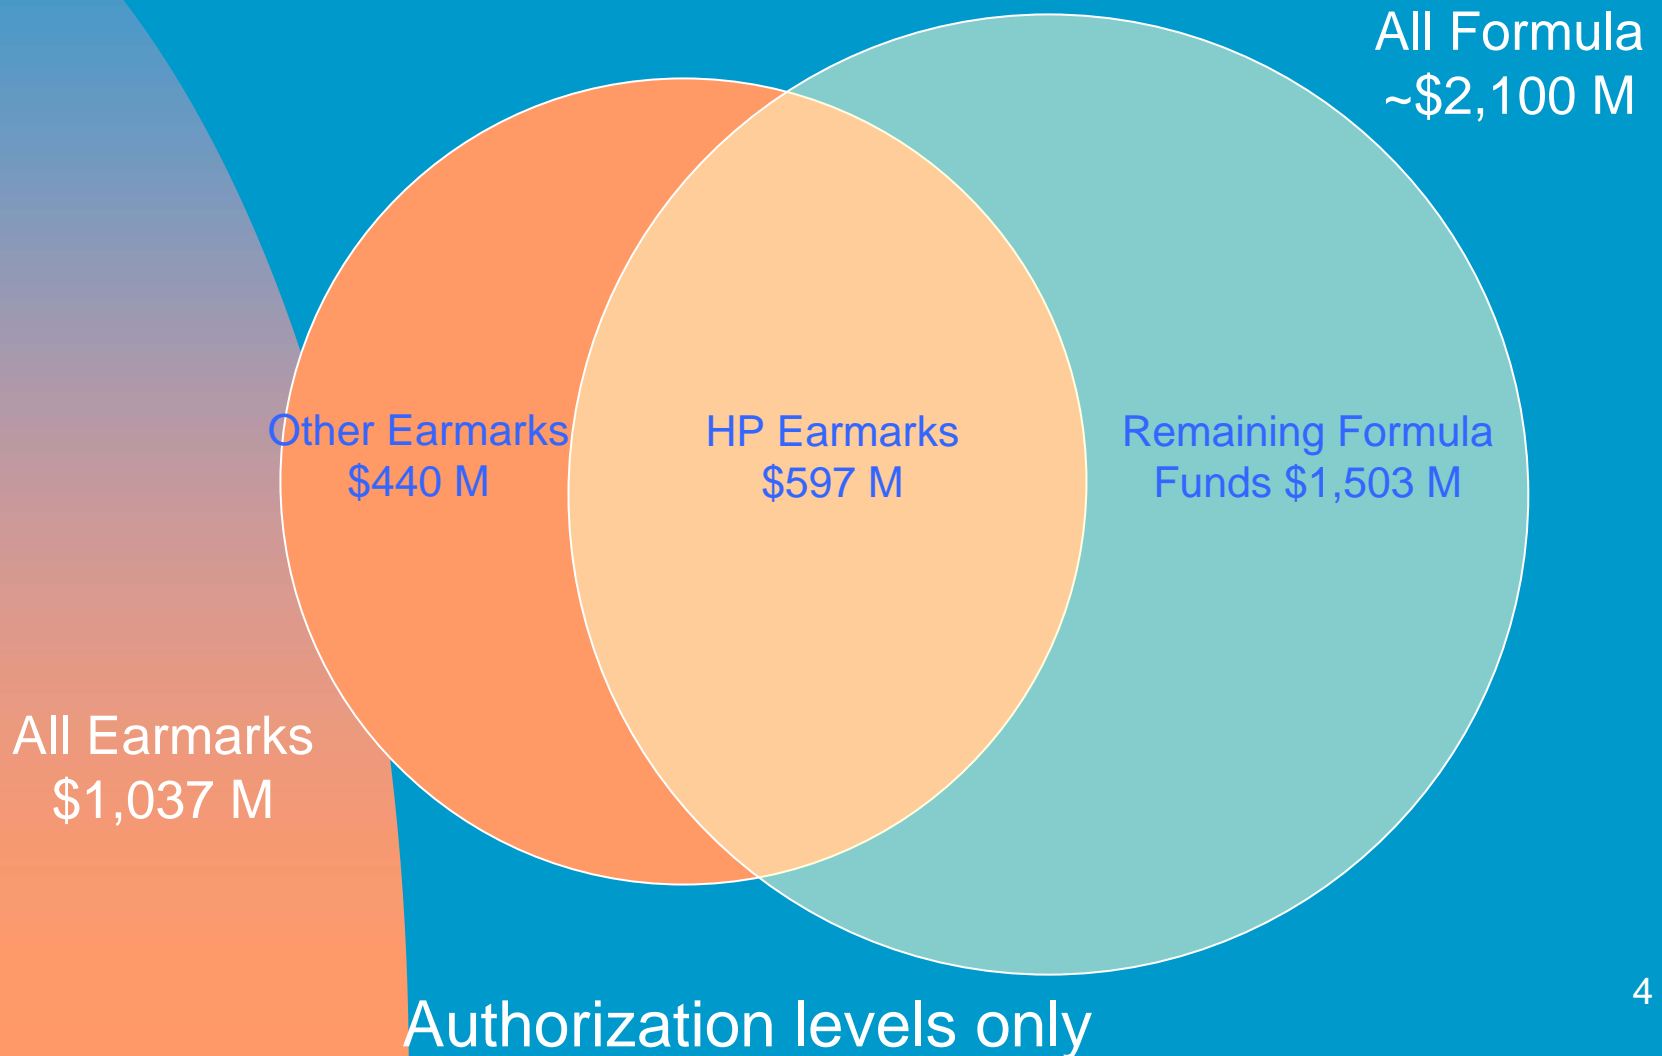 All Formula
~$2,100 M
Other Earmarks
$440 M
HP Earmarks
$597 M
Remaining Formula
Funds $1,503 M
All Earmarks
$1,037 M
Authorization levels only
4